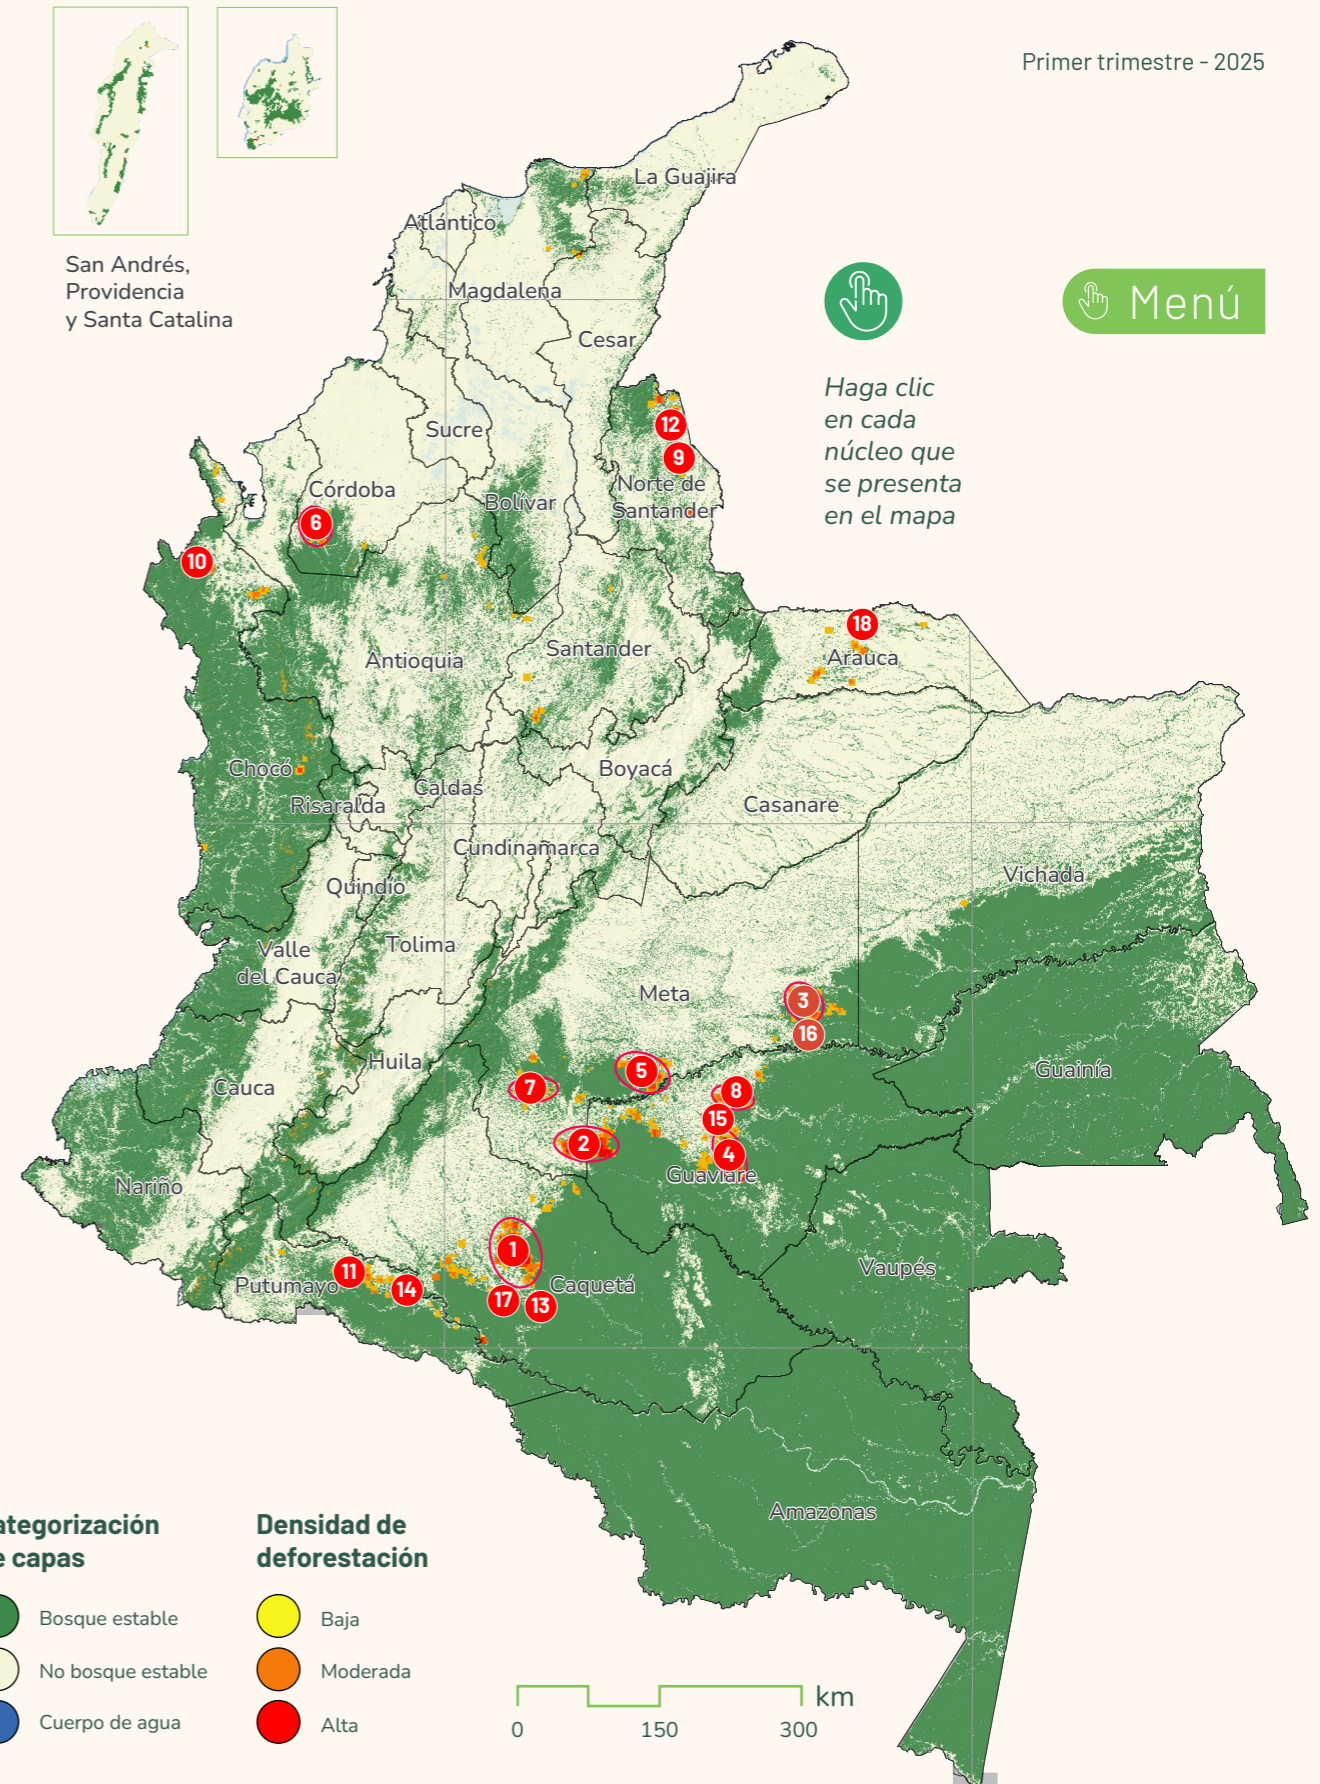 Primer trimestre - 2025
San Andrés,
Providencia
y Santa Catalina
Menú
Haga clic
en cada
núcleo que
se presenta
en el mapa
La Guajira
Atlántico
Magdalena
Cesar
Sucre
Córdoba
Bolívar
Norte de
Santander
12
9
6
10
18
Arauca
Antioquia
Santander
Chocó
Boyacá
Caldas
Risaralda
Casanare
Cundinamarca
Quindío
Vichada
Valle
del Cauca
Tolima
Meta
3
16
Huila
Cauca
5
7
8
15
2
4
Guaviare
Guainía
Nariño
1
Putumayo
11
14
17
13
Caquetá
Vaupés
Amazonas
ategorización
e capas
Bosque estable
No bosque estable
Cuerpo de agua
Densidad de
deforestación
Baja
Moderada
Alta
km
0 150 300